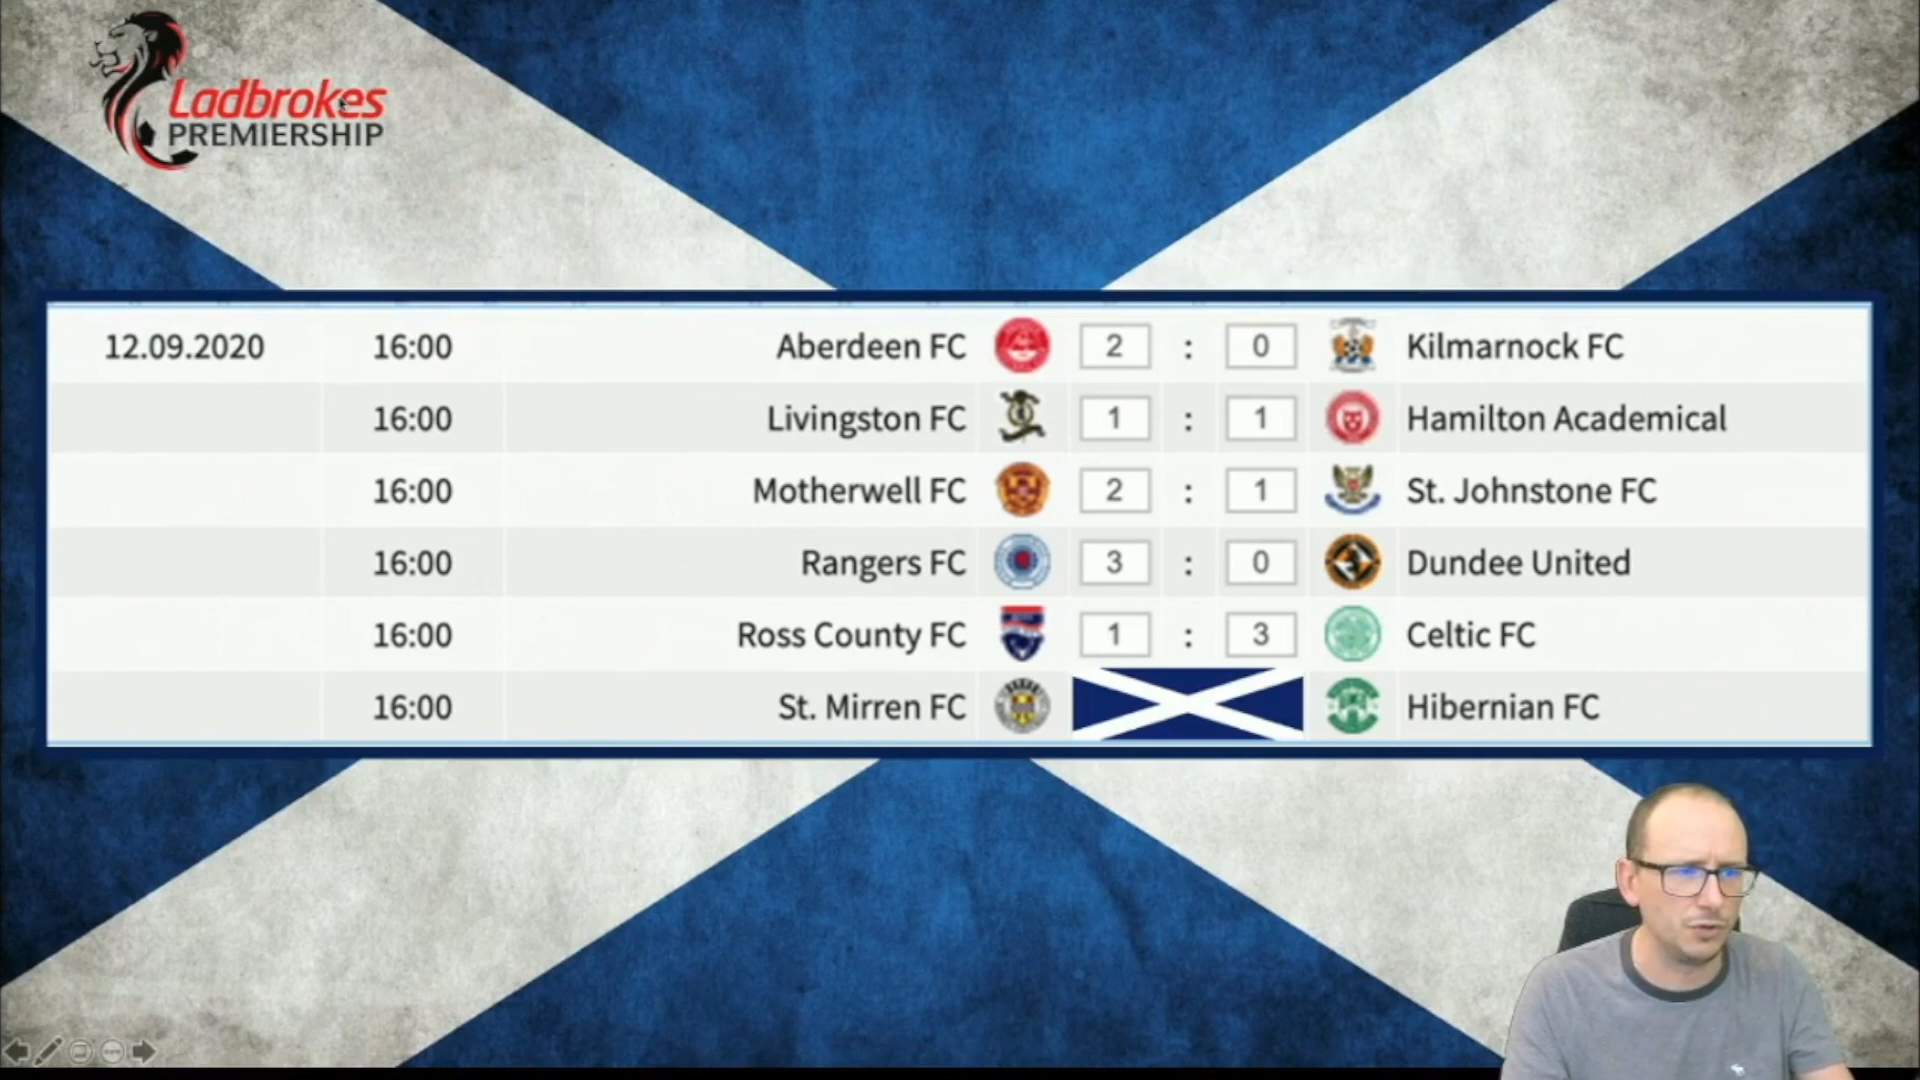 Ladbrokes
PREMIERSHIP
12.09.2020 16:00 Aberdeen FC 2 : 0 Kilmarnock FC
16:00 Livingston FC 1 : 1 Hamilton Academical
16:00 Motherwell FC 2 : 1 St. Johnstone FC
16:00 Rangers FC 3 : 0 Dundee United
16:00 Ross County FC 1 : 3 Celtic FC
16:00 St. Mirren FC Hibernian FC